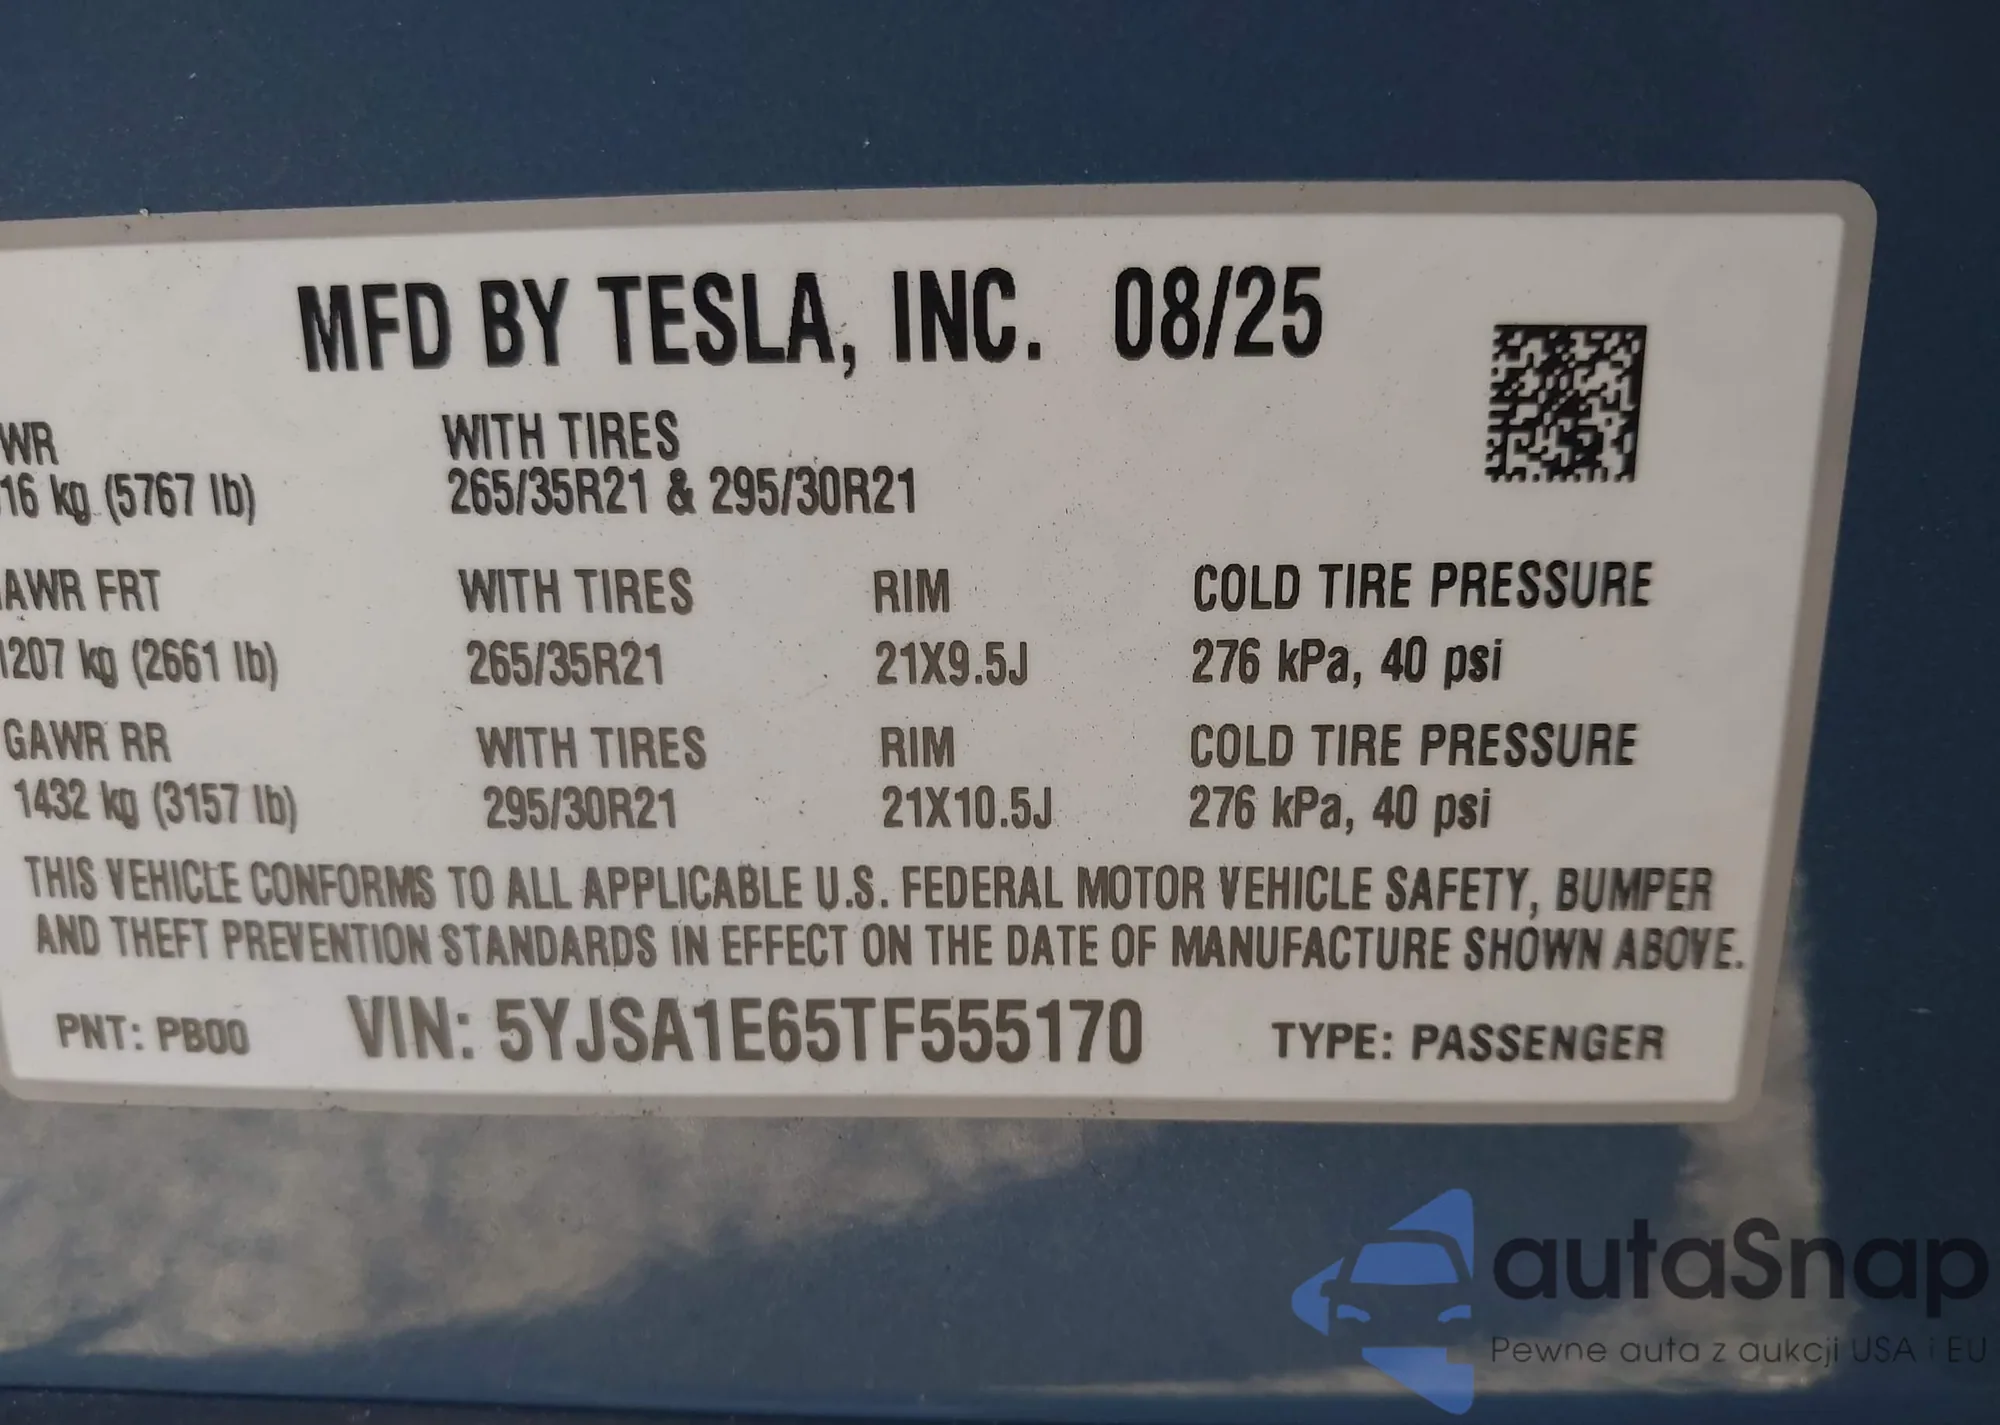 MFD BY TESLA, INC. 08/25
WR WITH TIRES
16 kg (5767 lb) 265/35R21 & 295/30R21
AWR FRT WITH TIRES RIM COLD TIRE PRESSURE
1207 kg (2661 lb) 265/35R21 21X9.5J 276 kPa, 40 psi
GAWR RR WITH TIRES RIM COLD TIRE PRESSURE
1432 kg (3157 lb) 295/30R21 21X10.5J 276 kPa, 40 psi
THIS VEHICLE CONFORMS TO ALL APPLICABLE U.S. FEDERAL MOTOR VEHICLE SAFETY, BUMPER
AND THEFT PREVENTION STANDARDS IN EFFECT ON THE DATE OF MANUFACTURE SHOWN ABOVE.
PNT: PB00 VIN: 5YJSA1E65TF555170 TYPE: PASSENGER
autaSnap
Pewne auta z aukcji USA i EU